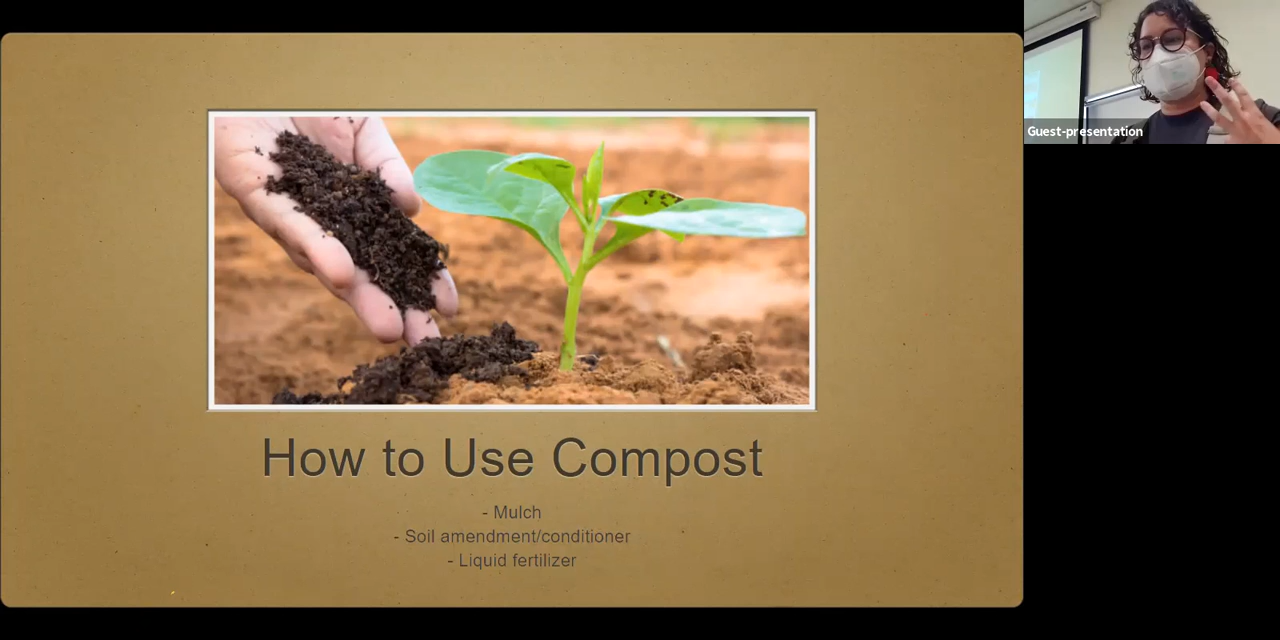 Guest-presentation
How to Use Compost
- Mulch
- Soil amendment/conditioner
- Liquid fertilizer